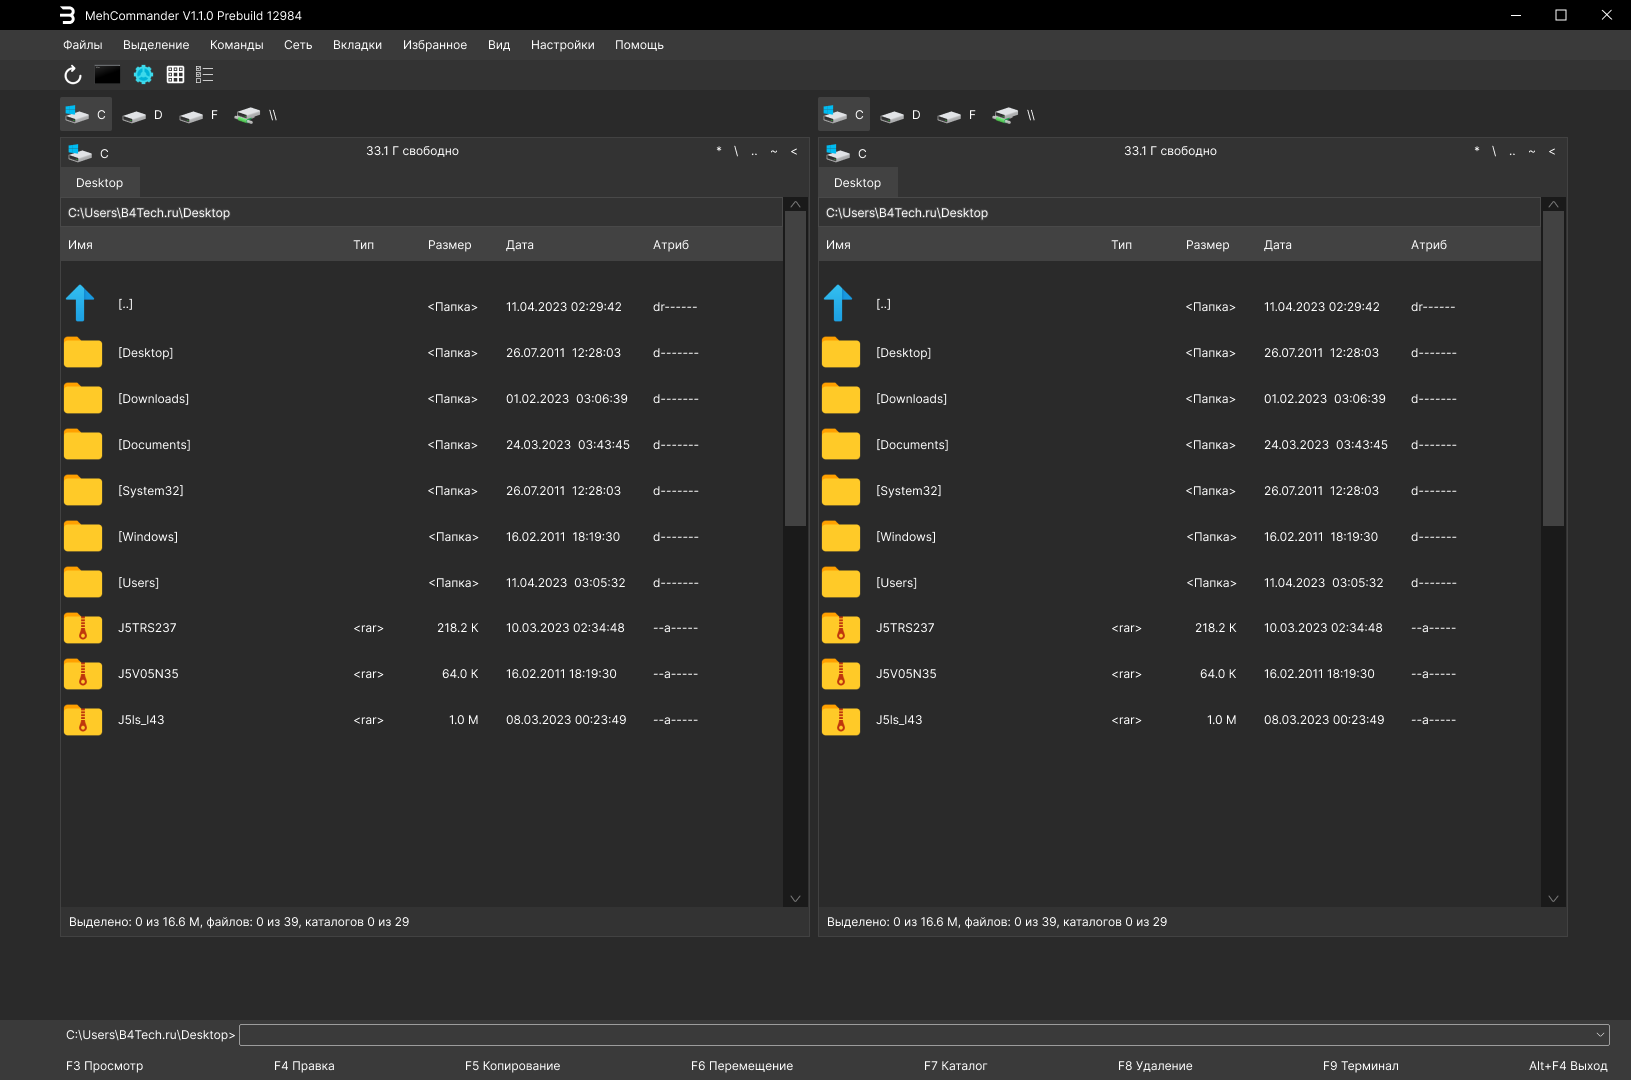 MehCommander V1.1.0 Prebuild 12984
Файлы Выделение Команды Сеть Вкладки Избранное Вид Настройки Помощь
C D F \\ C D F \\
C 33.1 Г свободно * \ .. ~ < C 33.1 Г свободно * \ .. ~ <
Desktop Desktop
C:\Users\B4Tech.ru\Desktop C:\Users\B4Tech.ru\Desktop
Имя Тип Размер Дата Атриб Имя Тип Размер Дата Атриб
[..] <Папка> 11.04.2023 02:29:42 dr------ [..] <Папка> 11.04.2023 02:29:42 dr------
[Desktop] <Папка> 26.07.2011 12:28:03 d------- [Desktop] <Папка> 26.07.2011 12:28:03 d-------
[Downloads] <Папка> 01.02.2023 03:06:39 d------- [Downloads] <Папка> 01.02.2023 03:06:39 d-------
[Documents] <Папка> 24.03.2023 03:43:45 d------- [Documents] <Папка> 24.03.2023 03:43:45 d-------
[System32] <Папка> 26.07.2011 12:28:03 d------- [System32] <Папка> 26.07.2011 12:28:03 d-------
[Windows] <Папка> 16.02.2011 18:19:30 d------- [Windows] <Папка> 16.02.2011 18:19:30 d-------
[Users] <Папка> 11.04.2023 03:05:32 d------- [Users] <Папка> 11.04.2023 03:05:32 d-------
J5TRS237 <rar> 218.2 K 10.03.2023 02:34:48 --a----- J5TRS237 <rar> 218.2 K 10.03.2023 02:34:48 --a-----
J5V05N35 <rar> 64.0 K 16.02.2011 18:19:30 --a----- J5V05N35 <rar> 64.0 K 16.02.2011 18:19:30 --a-----
J5ls_l43 <rar> 1.0 M 08.03.2023 00:23:49 --a----- J5ls_l43 <rar> 1.0 M 08.03.2023 00:23:49 --a-----
Выделено: 0 из 16.6 М, файлов: 0 из 39, каталогов 0 из 29 Выделено: 0 из 16.6 М, файлов: 0 из 39, каталогов 0 из 29
C:\Users\B4Tech.ru\Desktop>
F3 Просмотр F4 Правка F5 Копирование F6 Перемещение F7 Каталог F8 Удаление F9 Терминал Alt+F4 Выход